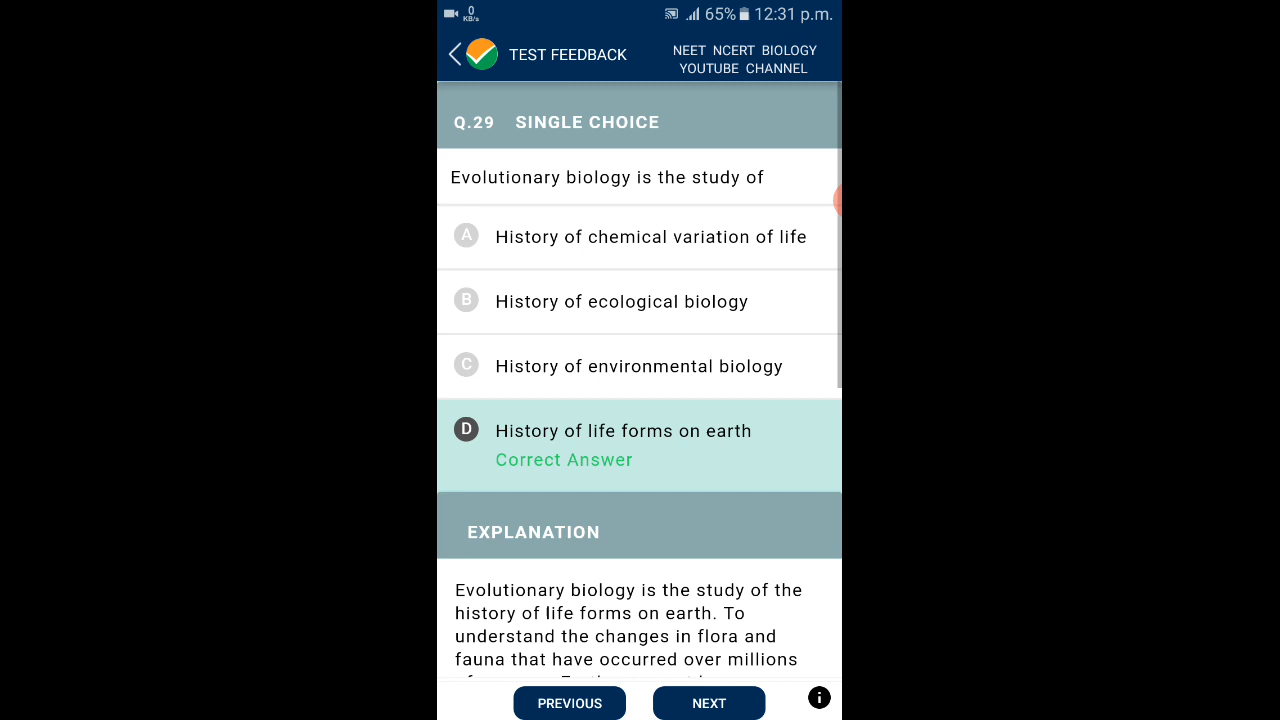 0
KB/s
65% 12:31 p.m.
TEST FEEDBACK
NEET NCERT BIOLOGY
YOUTUBE CHANNEL
Q.29 SINGLE CHOICE
Evolutionary biology is the study of
A History of chemical variation of life
B History of ecological biology
C History of environmental biology
D History of life forms on earth
Correct Answer
EXPLANATION
Evolutionary biology is the study of the
history of life forms on earth. To
understand the changes in flora and
fauna that have occurred over millions
PREVIOUS NEXT i